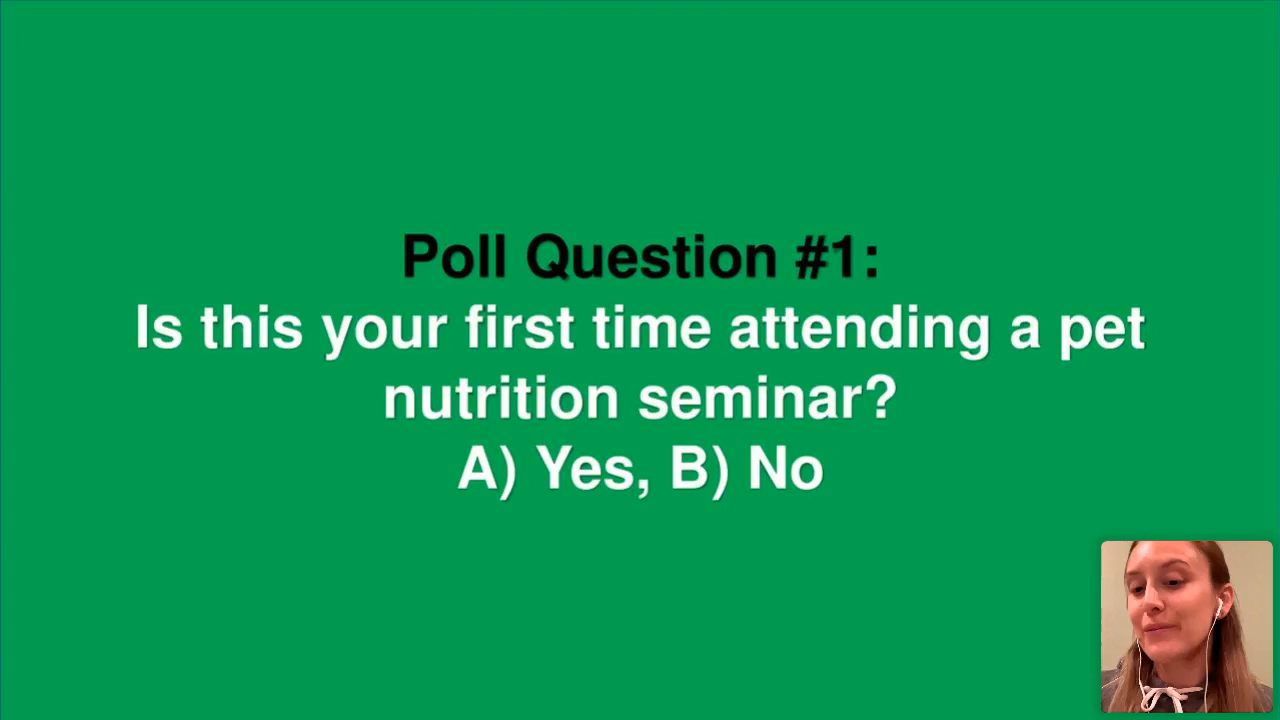 Poll Question #1:
Is this your first time attending a pet
nutrition seminar?
A) Yes, B) No